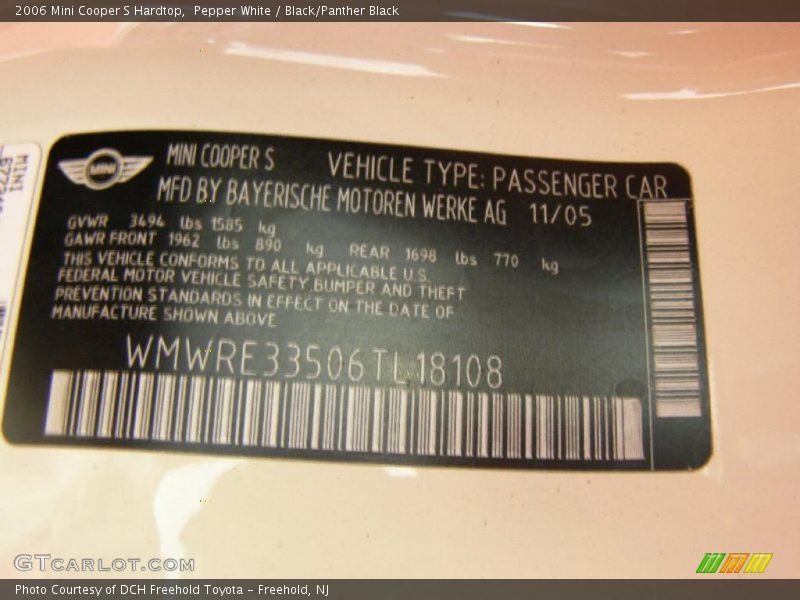 2006 Mini Cooper S Hardtop,  Pepper White / Black/Panther Black
MINI
MINI
MINI COOPER S VEHICLE TYPE: PASSENGER CAR
MFD BY BAYERISCHE MOTOREN WERKE AG 11/05
GVWR 3494 lbs 1585 kg
GAWR FRONT 1962 lbs 890 kg REAR 1698 lbs 770 kg
THIS VEHICLE CONFORMS TO ALL APPLICABLE U.S.
FEDERAL MOTOR VEHICLE SAFETY,BUMPER AND THEFT
PREVENTION STANDARDS IN EFFECT ON THE DATE OF
MANUFACTURE SHOWN ABOVE
WMWRE33506TL18108
GTCARLOT.COM
Photo Courtesy of DCH Freehold Toyota - Freehold, NJ